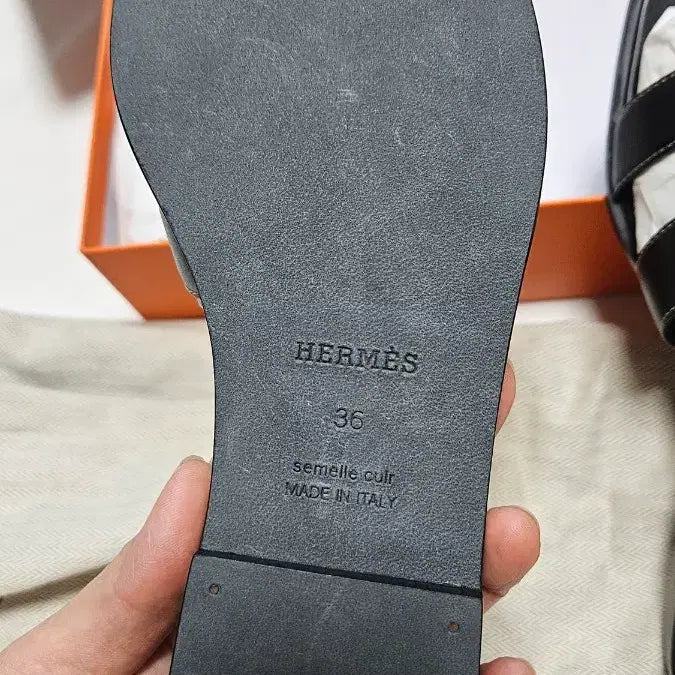 HERMÈS
36
semelle cuir
MADE IN ITALY